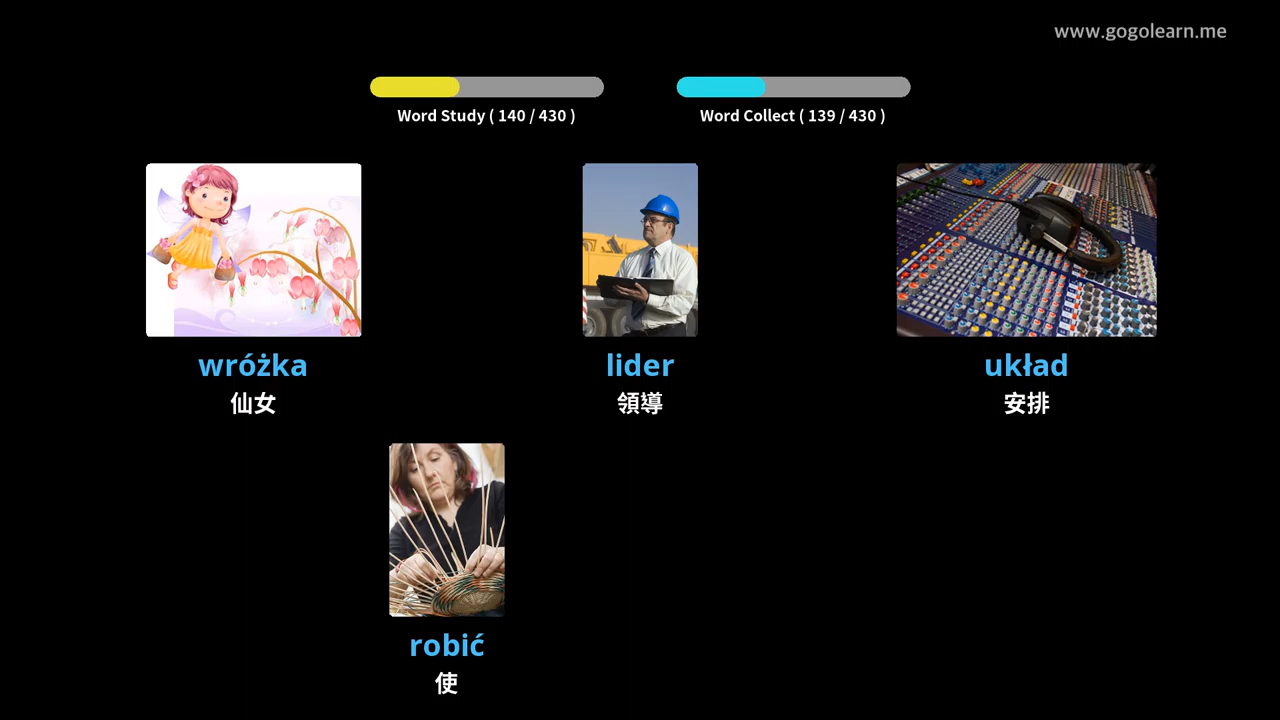 www.gogolearn.me
Word Study ( 140 / 430 )
Word Collect ( 139 / 430 )
wróżka
仙女
lider
領導
układ
安排
robić
使